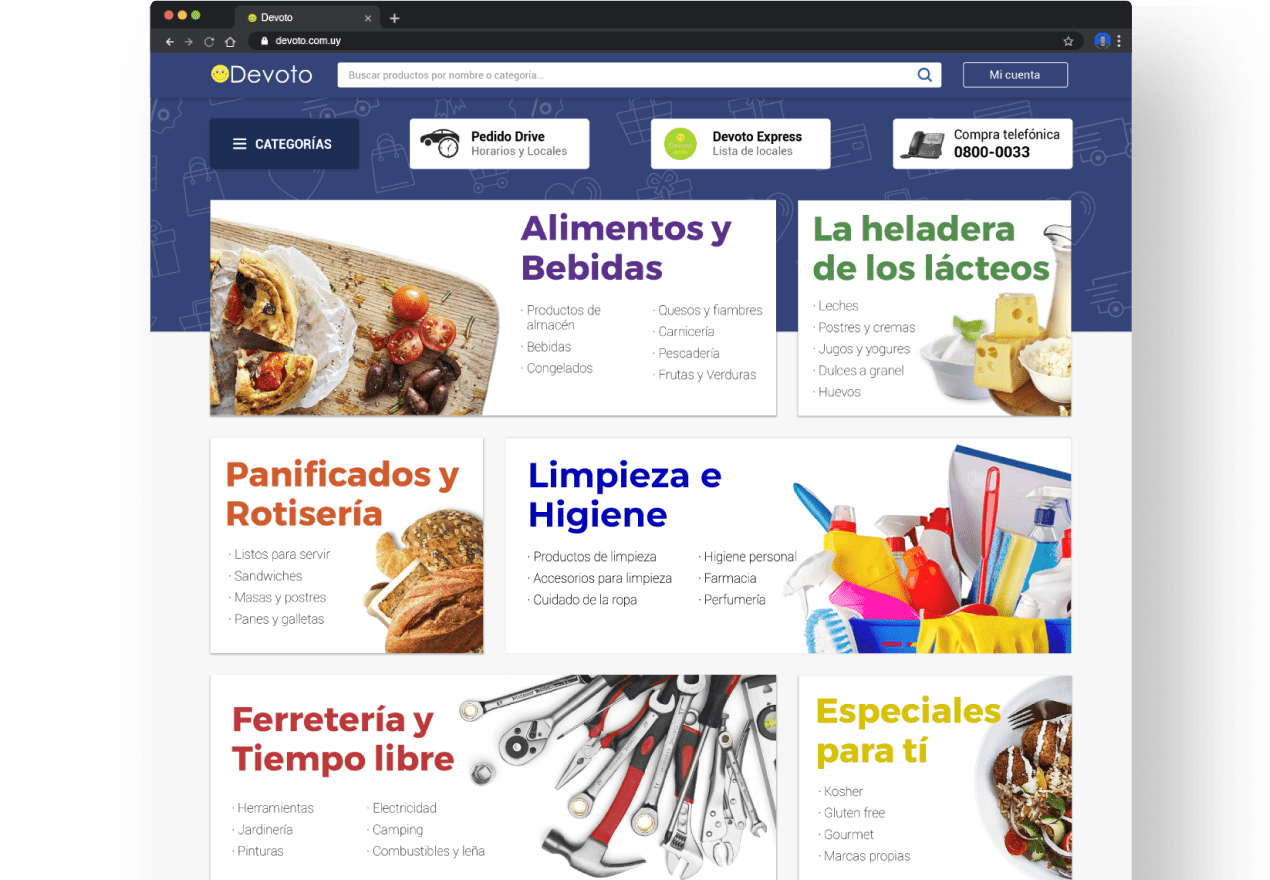 Devoto
devoto.com.uy
Devoto
Buscar productos por nombre o categoría...
Mi cuenta
CATEGORÍAS
Pedido Drive
Horarios y Locales
Devoto Express
Lista de locales
Compra telefónica
0800-0033
Alimentos y
Bebidas
· Productos de
almacén
· Bebidas
· Congelados
· Quesos y fiambres
· Carnicería
· Pescadería
· Frutas y Verduras
La heladera
de los lácteos
· Leches
· Postres y cremas
· Jugos y yogures
· Dulces a granel
· Huevos
Panificados y
Rotisería
· Listos para servir
· Sandwiches
· Masas y postres
· Panes y galletas
Limpieza e
Higiene
· Productos de limpieza
· Accesorios para limpieza
· Cuidado de la ropa
· Higiene personal
· Farmacia
· Perfumería
Ferretería y
Tiempo libre
· Herramientas
· Jardinería
· Pinturas
· Electricidad
· Camping
· Combustibles y leña
Especiales
para tí
· Kosher
· Gluten free
· Gourmet
· Marcas propias